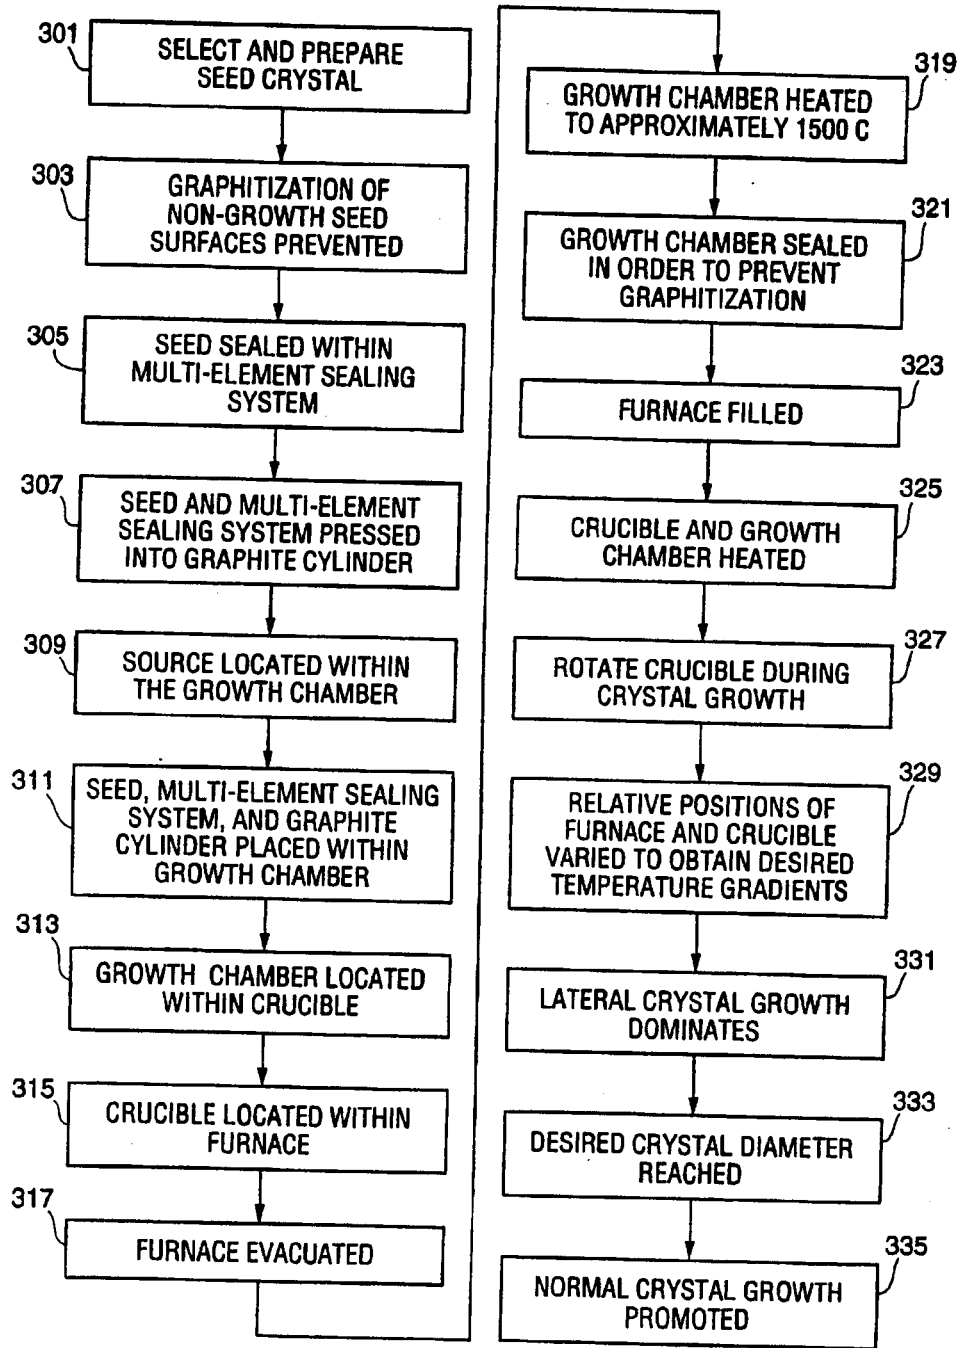 301
SELECT AND PREPARE
SEED CRYSTAL
303
GRAPHITIZATION OF
NON-GROWTH SEED
SURFACES PREVENTED
305
SEED SEALED WITHIN
MULTI-ELEMENT SEALING
SYSTEM
307
SEED AND MULTI-ELEMENT
SEALING SYSTEM PRESSED
INTO GRAPHITE CYLINDER
309
SOURCE LOCATED WITHIN
THE GROWTH CHAMBER
311
SEED, MULTI-ELEMENT SEALING
SYSTEM, AND GRAPHITE
CYLINDER PLACED WITHIN
GROWTH CHAMBER
313
GROWTH CHAMBER LOCATED
WITHIN CRUCIBLE
315
CRUCIBLE LOCATED WITHIN
FURNACE
317
FURNACE EVACUATED
319
GROWTH CHAMBER HEATED
TO APPROXIMATELY 1500 C
321
GROWTH CHAMBER SEALED
IN ORDER TO PREVENT
GRAPHITIZATION
323
FURNACE FILLED
325
CRUCIBLE AND GROWTH
CHAMBER HEATED
327
ROTATE CRUCIBLE DURING
CRYSTAL GROWTH
329
RELATIVE POSITIONS OF
FURNACE AND CRUCIBLE
VARIED TO OBTAIN DESIRED
TEMPERATURE GRADIENTS
331
LATERAL CRYSTAL GROWTH
DOMINATES
333
DESIRED CRYSTAL DIAMETER
REACHED
335
NORMAL CRYSTAL GROWTH
PROMOTED